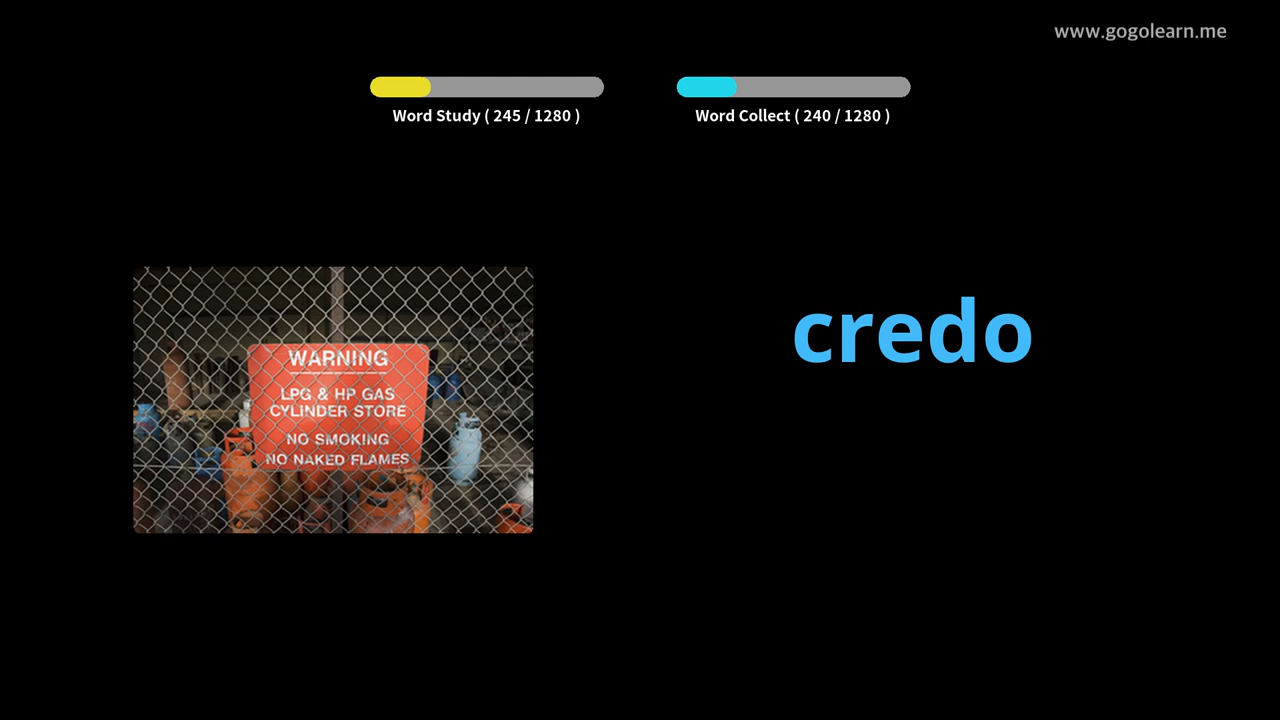 www.gogolearn.me
Word Study ( 245 / 1280 )
Word Collect ( 240 / 1280 )
credo
WARNING
LPG & HP GAS
CYLINDER STORE
NO SMOKING
NO NAKED FLAMES